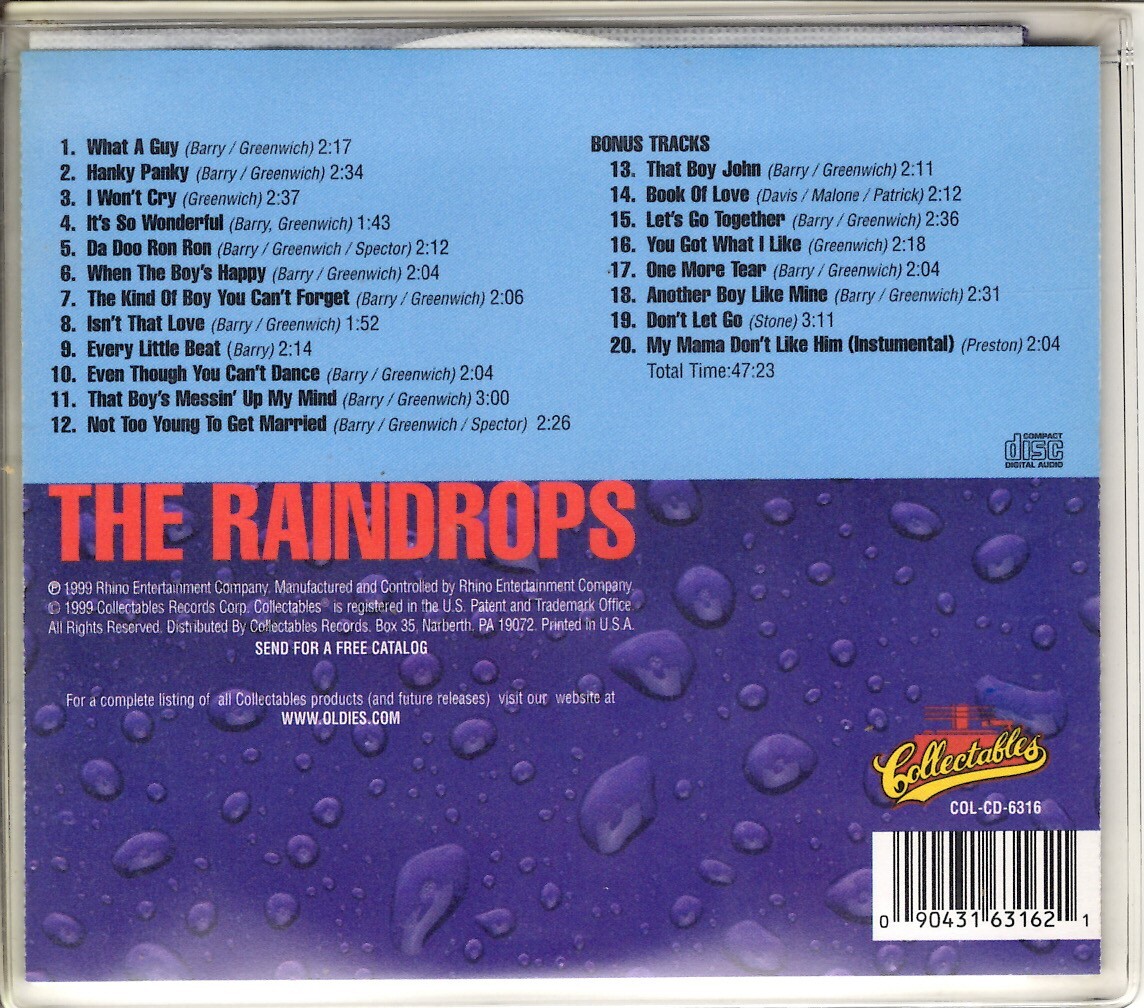 1. What A Guy (Barry / Greenwich) 2:17
2. Hanky Panky (Barry / Greenwich) 2:34
3. I Won't Cry (Greenwich) 2:37
4. It's So Wonderful (Barry, Greenwich) 1:43
5. Da Doo Ron Ron (Barry / Greenwich / Spector) 2:12
6. When The Boy's Happy (Barry / Greenwich) 2:04
7. The Kind Of Boy You Can't Forget (Barry / Greenwich) 2:06
8. Isn't That Love (Barry / Greenwich) 1:52
9. Every Little Beat (Barry) 2:14
10. Even Though You Can't Dance (Barry / Greenwich) 2:04
11. That Boy's Messin' Up My Mind (Barry / Greenwich) 3:00
12. Not Too Young To Get Married (Barry / Greenwich / Spector) 2:26
BONUS TRACKS
13. That Boy John (Barry / Greenwich) 2:11
14. Book Of Love (Davis / Malone / Patrick) 2:12
15. Let's Go Together (Barry / Greenwich) 2:36
16. You Got What I Like (Greenwich) 2:18
17. One More Tear (Barry / Greenwich) 2:04
18. Another Boy Like Mine (Barry / Greenwich) 2:31
19. Don't Let Go (Stone) 3:11
20. My Mama Don't Like Him (Instumental) (Preston) 2:04
Total Time:47:23
COMPACT
disc
DIGITAL AUDIO
THE RAINDROPS
℗ 1999 Rhino Entertainment Company. Manufactured and Controlled by Rhino Entertainment Company.
© 1999 Collectables Records Corp. Collectables® is registered in the U.S. Patent and Trademark Office.
All Rights Reserved. Distributed By Collectables Records. Box 35, Narberth, PA 19072. Printed in U.S.A.
SEND FOR A FREE CATALOG
For a complete listing of all Collectables products (and future releases) visit our website at
WWW.OLDIES.COM
Collectables
COL-CD-6316
0 90431 63162 1